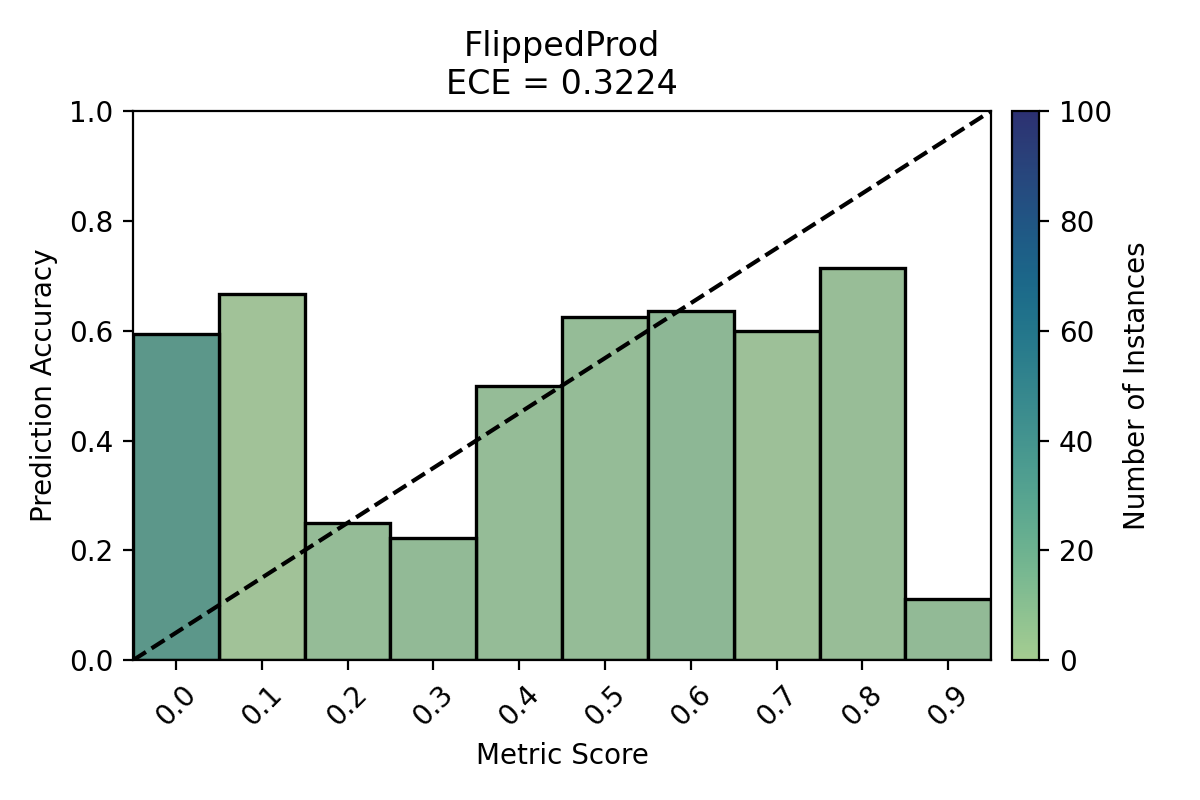 FlippedProd
ECE = 0.3224
1.0
0.8
0.6
0.4
0.2
0.0
Prediction Accuracy
0.0 0.1 0.2 0.3 0.4 0.5 0.6 0.7 0.8 0.9
Metric Score
100
80
60
40
20
0
Number of Instances